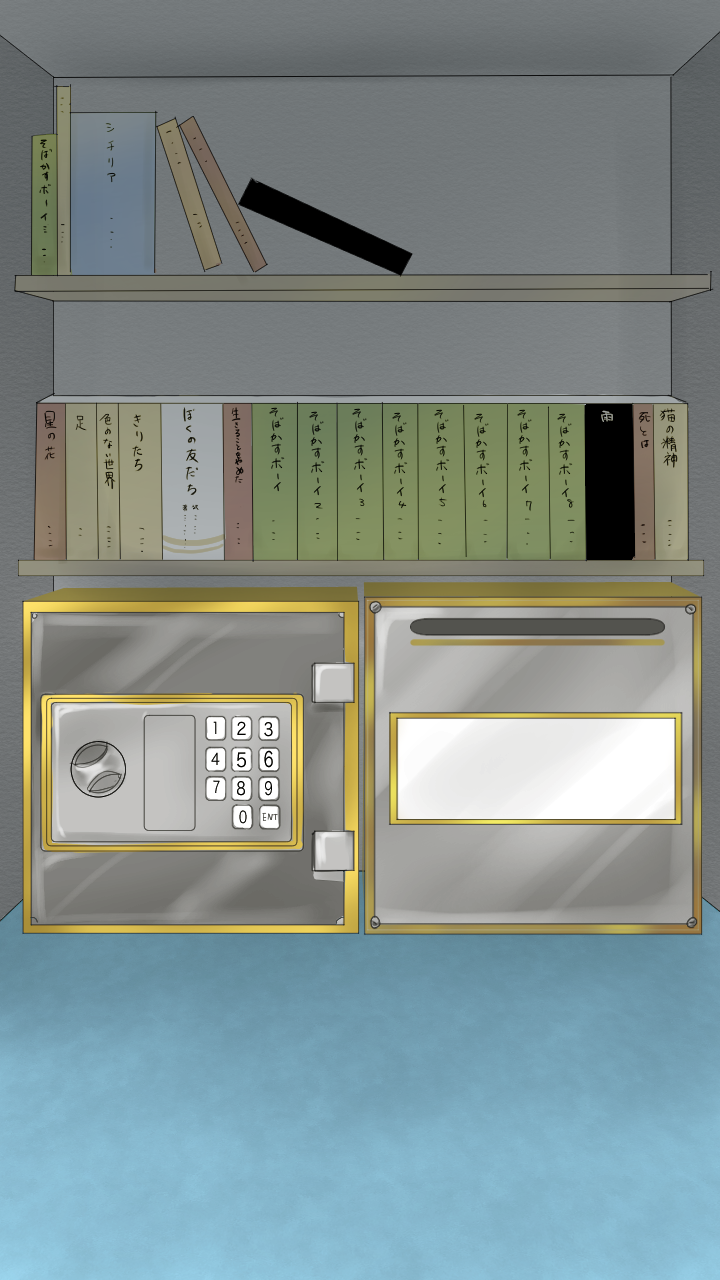 そばかすボーイミニ
シチリア
星の花
足
色のない世界
きりたち
ぼくの友だち
生きることをやめた
そばかすボーイ
そばかすボーイ2
そばかすボーイ3
そばかすボーイ4
そばかすボーイ5
そばかすボーイ6
そばかすボーイ7
そばかすボーイ8
雨
死とは
猫の精神
1 2 3
4 5 6
7 8 9
0 ENT